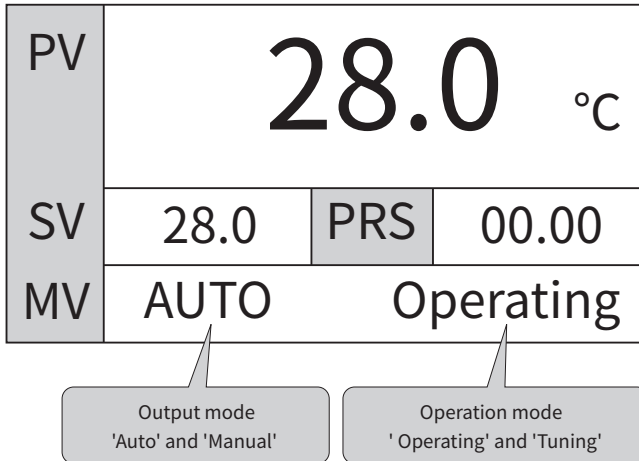 PV 28.0 °C
SV 28.0 PRS 00.00
MV AUTO Operating
Output mode
'Auto' and 'Manual'
Operation mode
' Operating' and 'Tuning'